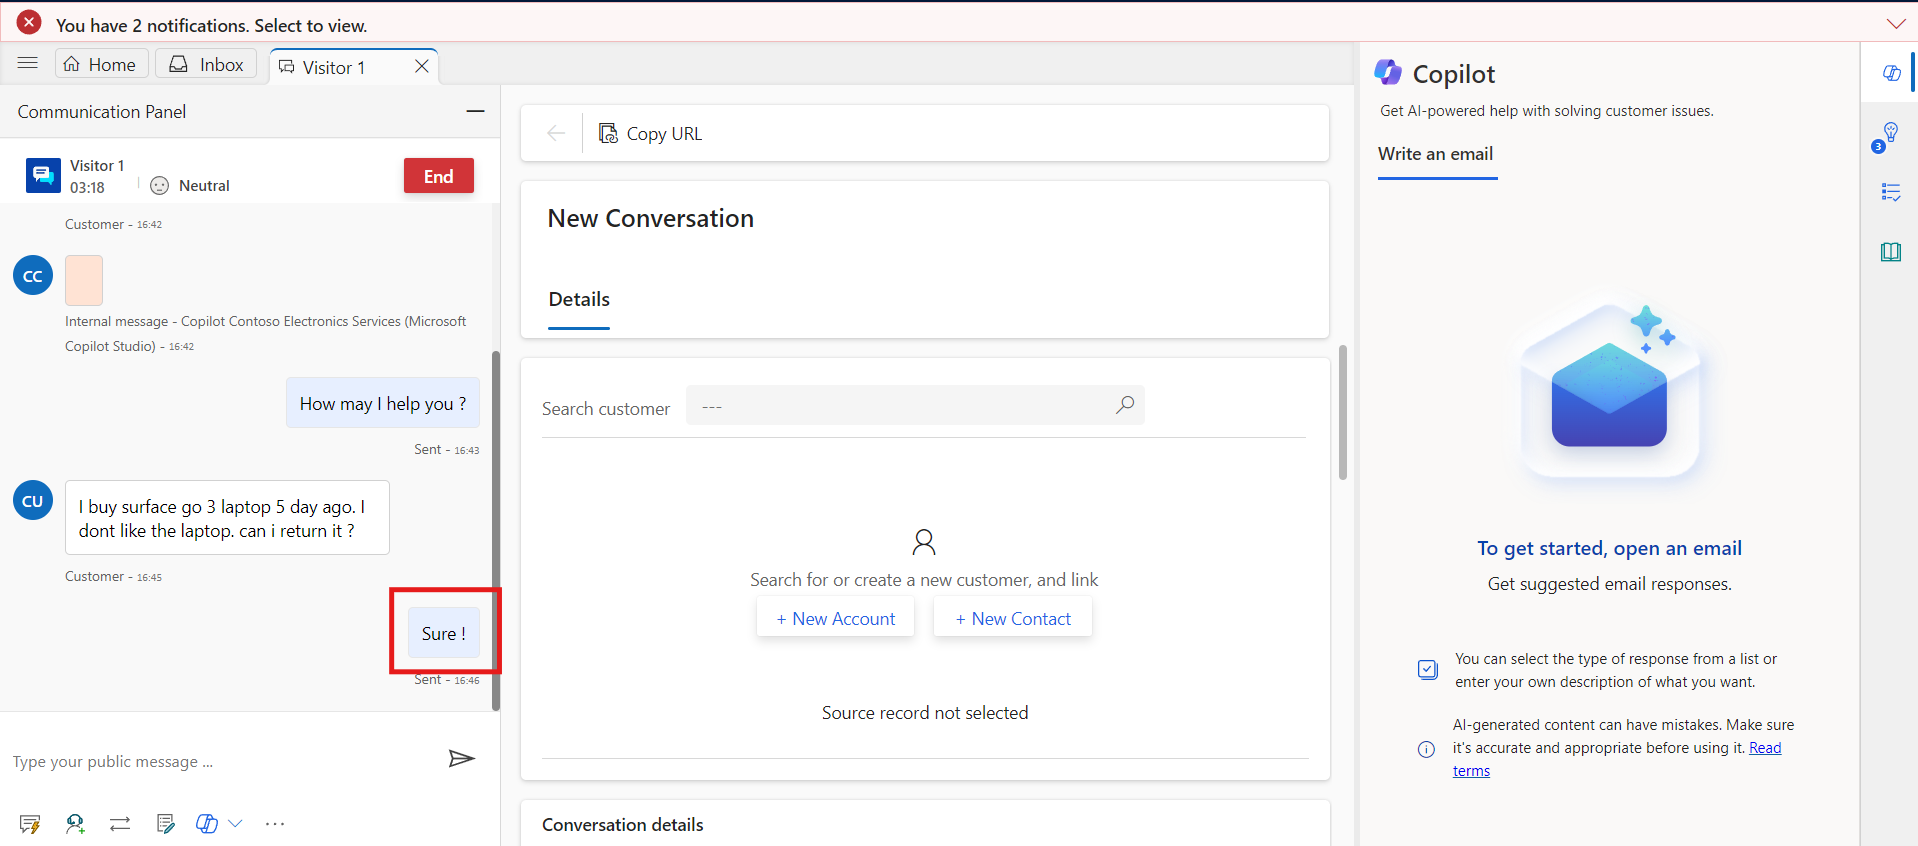 You have 2 notifications. Select to view.
Home
Inbox
Visitor 1
Communication Panel
Visitor 1
03:18
Neutral
End
Customer - 16:42
CC
Internal message - Copilot Contoso Electronics Services (Microsoft
Copilot Studio) - 16:42
How may I help you ?
Sent - 16:43
CU
I buy surface go 3 laptop 5 day ago. I
dont like the laptop. can i return it ?
Customer - 16:45
Sure !
Sent - 16:46
Type your public message ...
Copy URL
New Conversation
Details
Search customer
---
Search for or create a new customer, and link
+ New Account
+ New Contact
Source record not selected
Conversation details
Copilot
Get AI-powered help with solving customer issues.
Write an email
To get started, open an email
Get suggested email responses.
You can select the type of response from a list or
enter your own description of what you want.
AI-generated content can have mistakes. Make sure
it's accurate and appropriate before using it. Read
terms
3